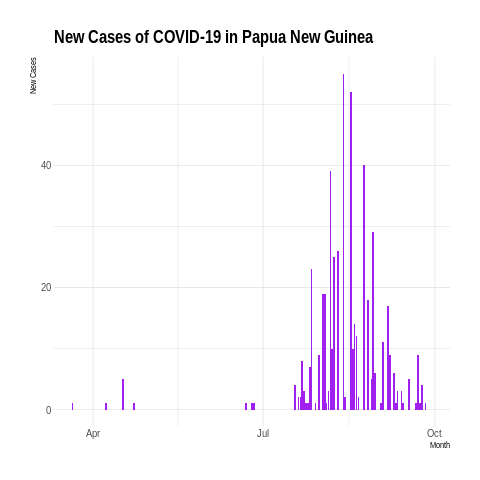 New Cases of COVID-19 in Papua New Guinea
New Cases
40
20
0
Apr
Jul
Oct
Month